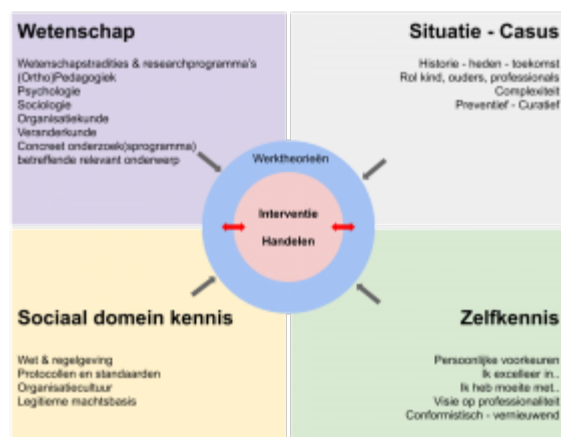 Wetenschap
Wetenschapstradities & researchprogramma's
(Ortho)Pedagogiek
Psychologie
Sociologie
Organisatiekunde
Veranderkunde
Concreet onderzoek(sprogramma)
betreffende relevant onderwerp
Situatie - Casus
Historie - heden - toekomst
Rol kind, ouders, professionals
Complexiteit
Preventief - Curatief
Werktheorieën
Interventie
Handelen
Sociaal domein kennis
Wet & regelgeving
Protocollen en standaarden
Organisatiecultuur
Legitieme machtsbasis
Zelfkennis
Persoonlijke voorkeuren
Ik excelleer in..
Ik heb moeite met..
Visie op professionaliteit
Conformistisch - vernieuwend